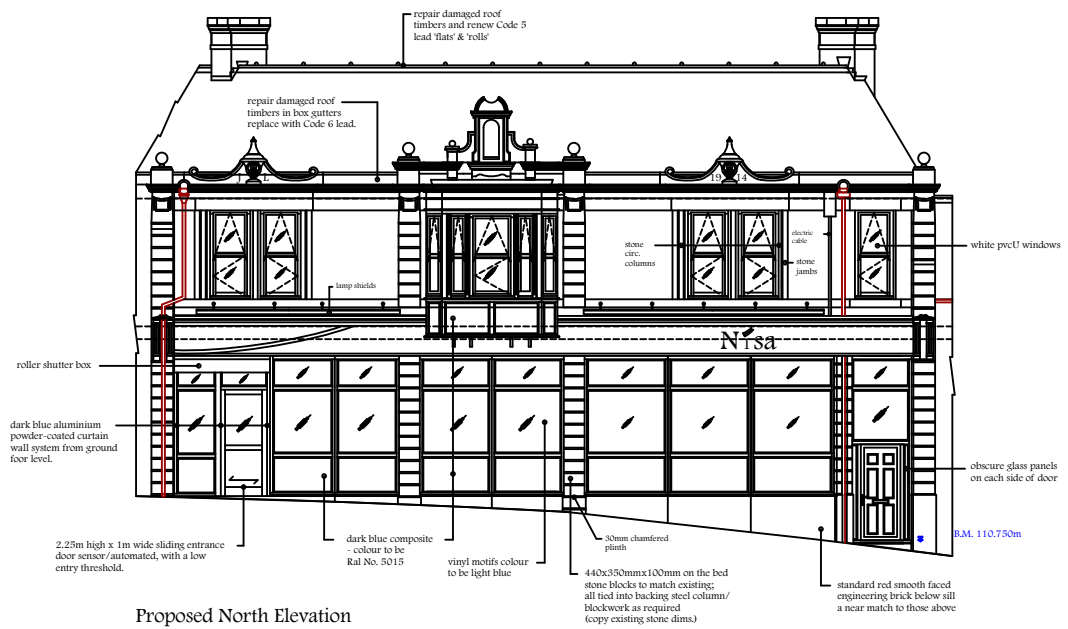 repair damaged roof
timbers and renew Code 5
lead 'flats' & 'rolls'
repair damaged roof
timbers in box gutters
replace with Code 6 lead.
J L
19 14
stone
circ.
columns
electric
cable
stone
jambs
white pvcU windows
lamp shields
Nisa
roller shutter box
dark blue aluminium
powder-coated curtain
wall system from ground
foor level.
obscure glass panels
on each side of door
2.25m high x 1m wide sliding entrance
door sensor/automated, with a low
entry threshold.
dark blue composite
- colour to be
Ral No. 5015
vinyl motifs colour
to be light blue
30mm chamfered
plinth
B.M. 110.750m
440x350mmx100mm on the bed
stone blocks to match existing;
all tied into backing steel column/
blockwork as required
(copy existing stone dims.)
standard red smooth faced
engineering brick below sill
a near match to those above
Proposed North Elevation